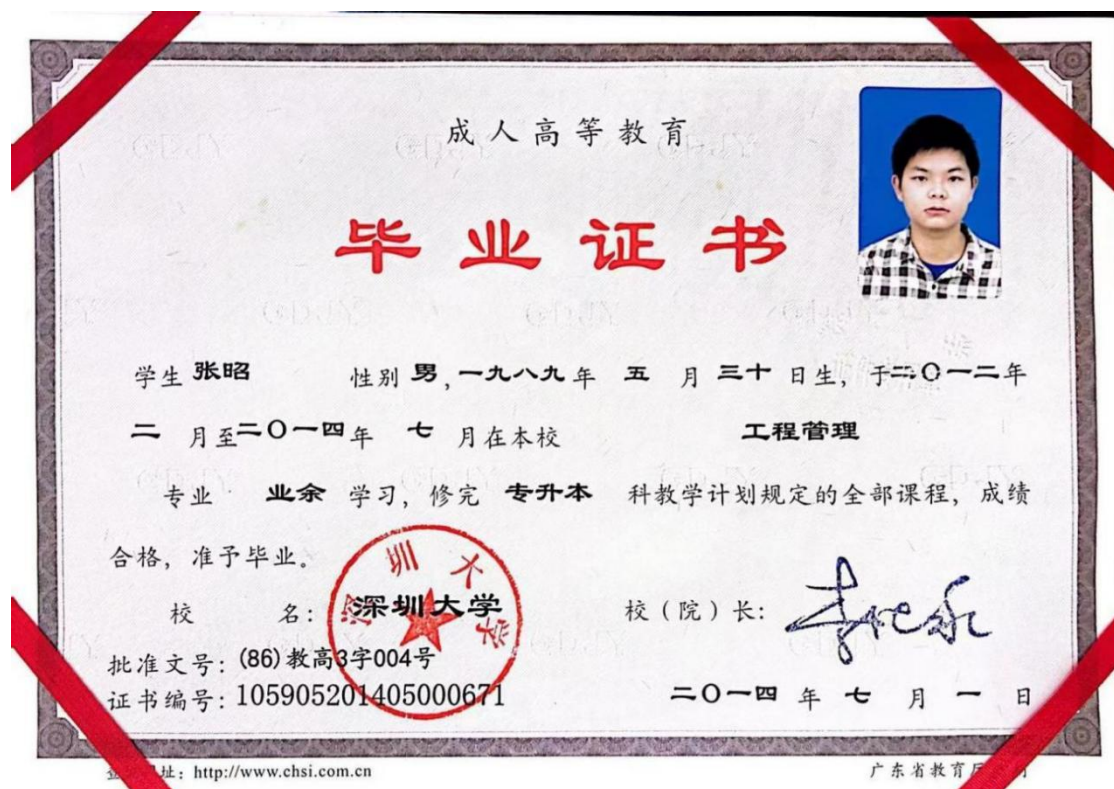 成人高等教育
毕业证书
学生 张昭 性别 男，一九八九 年 五 月 三十 日生，于二〇一二年
二 月至二〇一四年 七 月在本校 工程管理
专业 业余 学习，修完 专升本 科教学计划规定的全部课程，成绩
合格，准予毕业。
深圳大学
校 名：深圳大学 校（院）长：
批准文号：(86)教高3字004号
证书编号：105905201405000671 二〇一四 年 七 月 一 日
址：http://www.chsi.com.cn 广东省教育